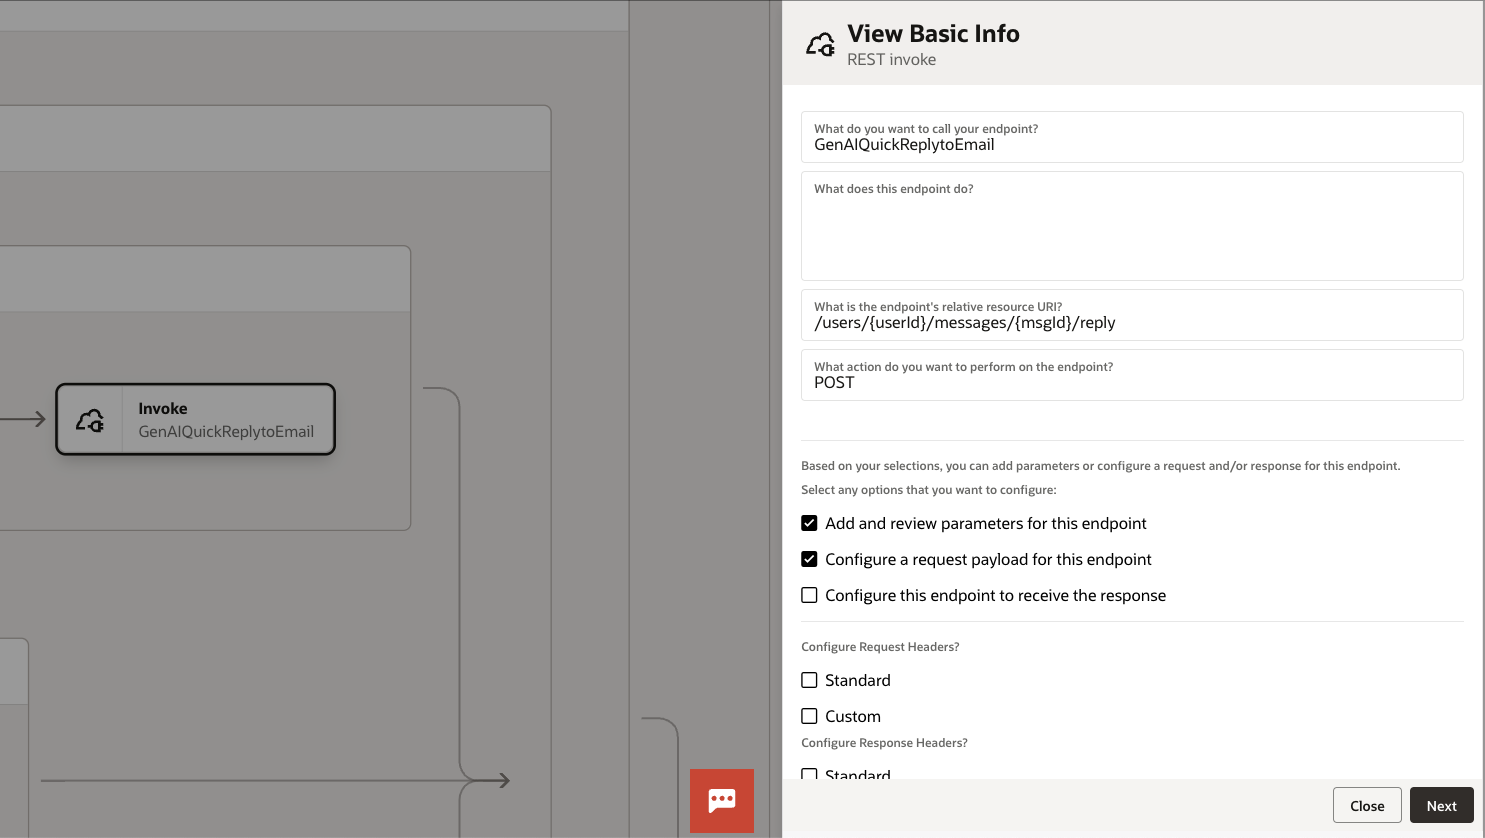 View Basic Info
REST invoke
What do you want to call your endpoint?
GenAIQuickReplytoEmail
What does this endpoint do?
What is the endpoint's relative resource URI?
/users/{userId}/messages/{msgId}/reply
What action do you want to perform on the endpoint?
POST
Invoke
GenAIQuickReplytoEmail
Based on your selections, you can add parameters or configure a request and/or response for this endpoint.
Select any options that you want to configure:
Add and review parameters for this endpoint
Configure a request payload for this endpoint
Configure this endpoint to receive the response
Configure Request Headers?
Standard
Custom
Configure Response Headers?
Standard
Close
Next